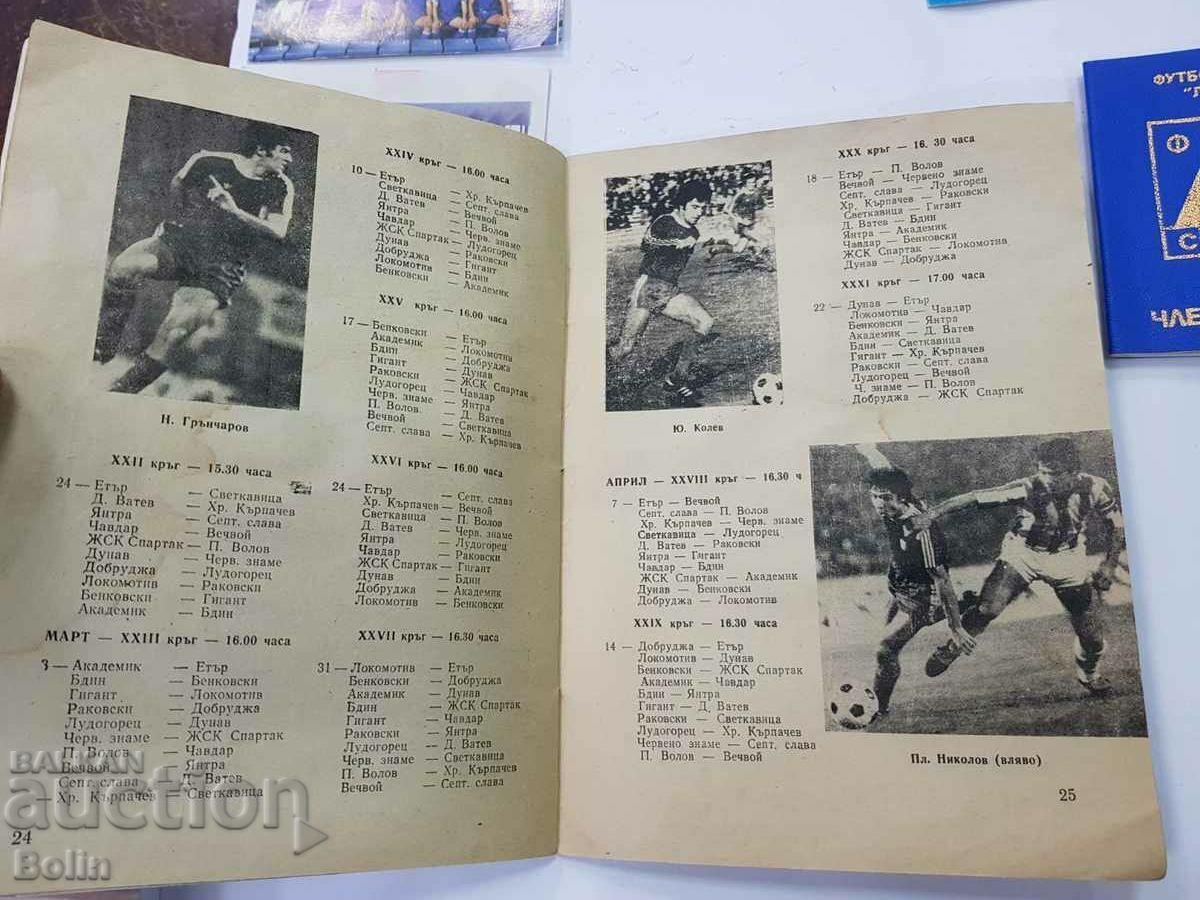 Н. Грънчаров
XXII кръг — 15.30 часа
24 — Етър — Светкавица
Д. Ватев — Хр. Кърпачев
Янтра — Септ. слава
Чавдар — Вечвой
ЖСК Спартак — П. Волов
Дунав — Черв. знаме
Добруджа — Лудогорец
Локомотив — Раковски
Бенковски — Гигант
Академик — Бдин
МАРТ — XXIII кръг — 16.00 часа
3 — Академик — Етър
Бдин — Бенковски
Гигант — Локомотив
Раковски — Добруджа
Лудогорец — Дунав
Черв. знаме — ЖСК Спартак
П. Волов — Чавдар
Вечвой — Янтра
Септ. слава — Д. Ватев
Хр. Кърпачев — Светкавица
24
XXIV кръг — 16.00 часа
10 — Етър — Хр. Кърпачев
Светкавица — Септ. слава
Д. Ватев — Вечвой
Янтра — П. Волов
Чавдар — Черв. знаме
ЖСК Спартак — Лудогорец
Дунав — Раковски
Добруджа — Гигант
Локомотив — Бдин
Бенковски — Академик
XXV кръг — 16.00 часа
17 — Бенковски — Етър
Академик — Локомотив
Бдин — Добруджа
Гигант — Дунав
Раковски — ЖСК Спартак
Лудогорец — Чавдар
Черв. знаме — Янтра
П. Волов — Д. Ватев
Вечвой — Светкавица
Септ. слава — Хр. Кърпачев
XXVI кръг — 16.00 часа
24 — Етър — Септ. слава
Хр. Кърпачев — Вечвой
Светкавица — П. Волов
Д. Ватев — Черв. знаме
Янтра — Лудогорец
Чавдар — Раковски
ЖСК Спартак — Гигант
Дунав — Бдин
Добруджа — Академик
Локомотив — Бенковски
XXVII кръг — 16.30 часа
31 — Локомотив — Етър
Бенковски — Добруджа
Академик — Дунав
Бдин — ЖСК Спартак
Гигант — Чавдар
Раковски — Янтра
Лудогорец — Д. Ватев
Черв. знаме — Светкавица
П. Волов — Хр. Кърпачев
Вечвой — Септ. слава
Ю. Колев
АПРИЛ — XXVIII кръг — 16.30 ч
7 — Етър — Вечвой
Септ. слава — П. Волов
Хр. Кърпачев — Черв. знаме
Светкавица — Лудогорец
Д. Ватев — Раковски
Янтра — Гигант
Чавдар — Бдин
ЖСК Спартак — Академик
Дунав — Бенковски
Добруджа — Локомотив
XXIX кръг — 16.30 часа
14 — Добруджа — Етър
Локомотив — Дунав
Бенковски — ЖСК Спартак
Академик — Чавдар
Бдин — Янтра
Гигант — Д. Ватев
Раковски — Светкавица
Лудогорец — Хр. Кърпачев
Червено знаме — Септ. слава
П. Волов — Вечвой
XXX кръг — 16. 30 часа
18 — Етър — П. Волов
Вечвой — Червено знаме
Септ. слава — Лудогорец
Хр. Кърпачев — Раковски
Светкавица — Гигант
Д. Ватев — Бдин
Янтра — Академик
Чавдар — Бенковски
ЖСК Спартак — Локомотив
Дунав — Добруджа
XXXI кръг — 17.00 часа
22 — Дунав — Етър
Локомотив — Чавдар
Бенковски — Янтра
Академик — Д. Ватев
Бдин — Светкавица
Гигант — Хр. Кърпачев
Раковски — Септ. слава
Лудогорец — Вечвой
Ч. знаме — П. Волов
Добруджа — ЖСК Спартак
Пл. Николов (вляво)
25
ФУТБО
"Л
Ф
С
ЧЛЕ
BALKAN
auction
Bolin